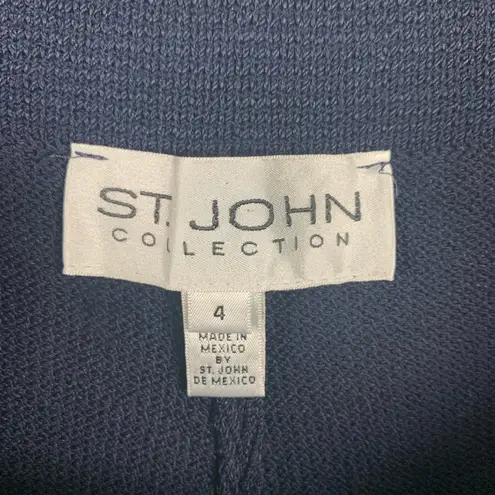 ST. JOHN
COLLECTION
4
MADE IN
MEXICO
BY
ST. JOHN
DE MEXICO